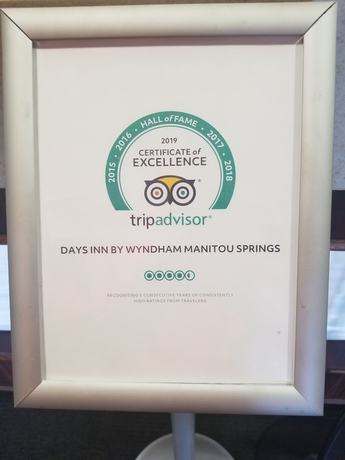 2015 • 2016 • HALL of FAME • 2017 • 2018
2019
CERTIFICATE of
EXCELLENCE
tripadvisor®
DAYS INN BY WYNDHAM MANITOU SPRINGS
RECOGNISING 5 CONSECUTIVE YEARS OF CONSISTENTLY
HIGH RATINGS FROM TRAVELERS